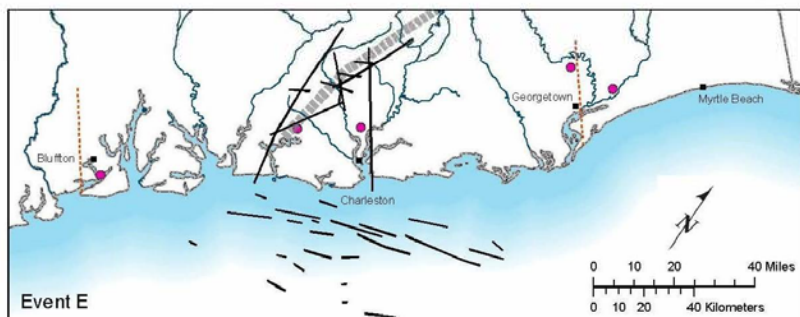 Georgetown
Myrtle Beach
Bluffton
Charleston
N
0 10 20 40 Miles
0 10 20 40 Kilometers
Event E